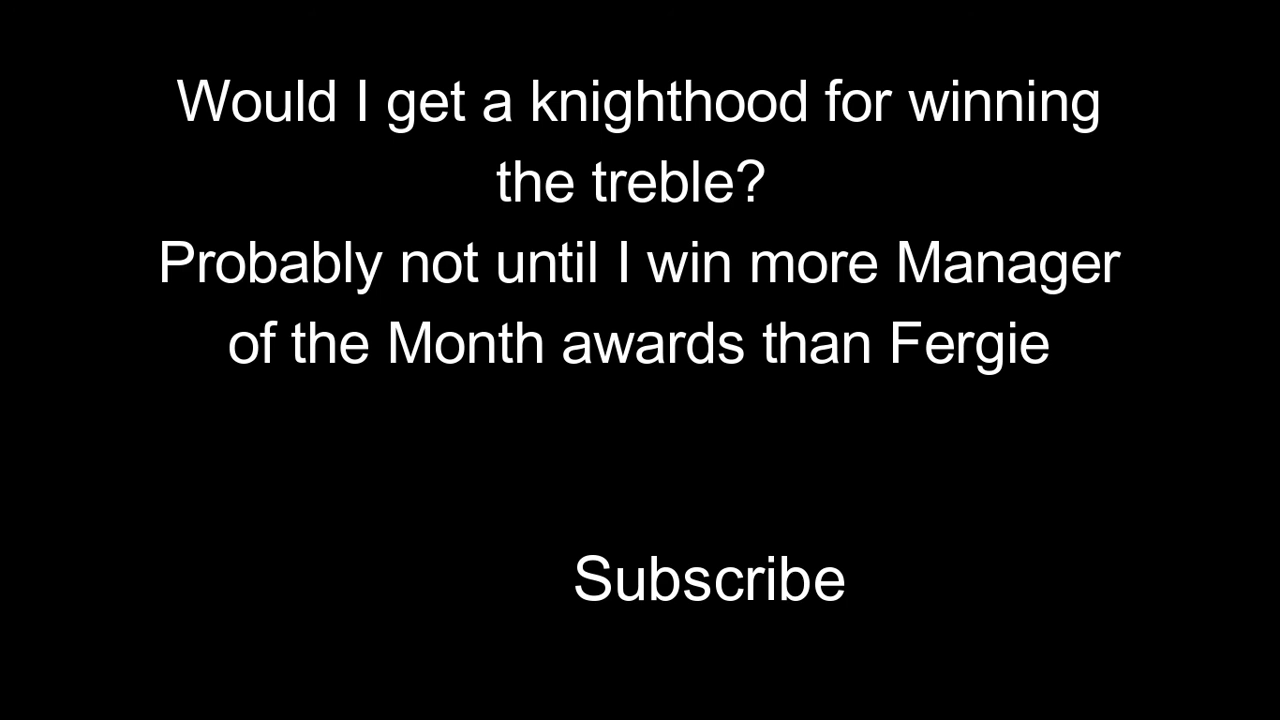 Would I get a knighthood for winning
the treble?
Probably not until I win more Manager
of the Month awards than Fergie
Subscribe